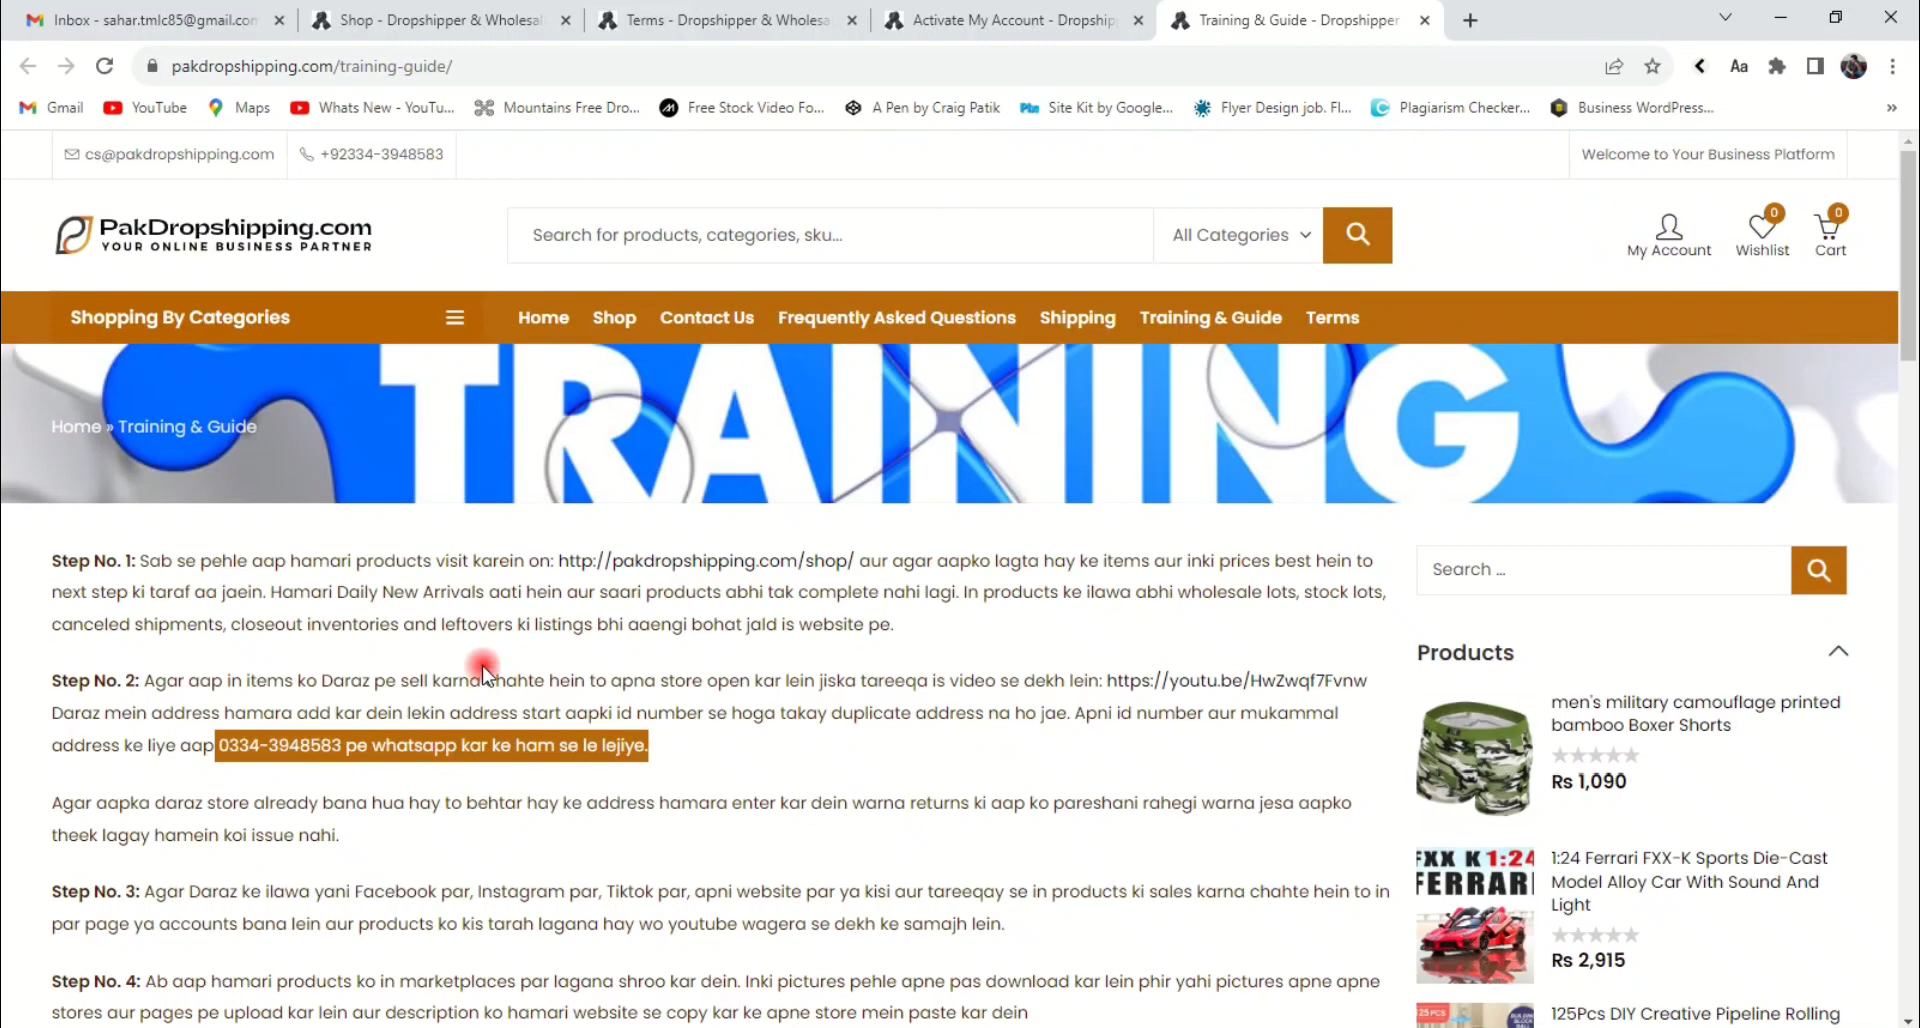 Inbox - sahar.tmlc85@gmail.com
Shop - Dropshipper & Wholesal
Terms - Dropshipper & Wholesa
Activate My Account - Dropship
Training & Guide - Dropshipper
pakdropshipping.com/training-guide/
Aa
Gmail
YouTube
Maps
Whats New - YouTu...
Mountains Free Dro...
Free Stock Video Fo...
A Pen by Craig Patik
Site Kit by Google...
Flyer Design job. Fl...
Plagiarism Checker...
Business WordPress...
»
cs@pakdropshipping.com
+92334-3948583
Welcome to Your Business Platform
PakDropshipping.com
YOUR ONLINE BUSINESS PARTNER
Search for products, categories, sku...
All Categories
My Account
0
Wishlist
0
Cart
Shopping By Categories
Home
Shop
Contact Us
Frequently Asked Questions
Shipping
Training & Guide
Terms
TRAINING
Home » Training & Guide
Step No. 1: Sab se pehle aap hamari products visit karein on: http://pakdropshipping.com/shop/ aur agar aapko lagta hay ke items aur inki prices best hein to
next step ki taraf aa jaein. Hamari Daily New Arrivals aati hein aur saari products abhi tak complete nahi lagi. In products ke ilawa abhi wholesale lots, stock lots,
canceled shipments, closeout inventories and leftovers ki listings bhi aaengi bohat jald is website pe.
Step No. 2: Agar aap in items ko Daraz pe sell karna chahte hein to apna store open kar lein jiska tareeqa is video se dekh lein: https://youtu.be/HwZwqf7Fvnw
Daraz mein address hamara add kar dein lekin address start aapki id number se hoga takay duplicate address na ho jae. Apni id number aur mukammal
address ke liye aap 0334-3948583 pe whatsapp kar ke ham se le lejiye.
Agar aapka daraz store already bana hua hay to behtar hay ke address hamara enter kar dein warna returns ki aap ko pareshani rahegi warna jesa aapko
theek lagay hamein koi issue nahi.
Step No. 3: Agar Daraz ke ilawa yani Facebook par, Instagram par, Tiktok par, apni website par ya kisi aur tareeqay se in products ki sales karna chahte hein to in
par page ya accounts bana lein aur products ko kis tarah lagana hay wo youtube wagera se dekh ke samajh lein.
Step No. 4: Ab aap hamari products ko in marketplaces par lagana shroo kar dein. Inki pictures pehle apne pas download kar lein phir yahi pictures apne apne
stores aur pages pe upload kar lein aur description ko hamari website se copy kar ke apne store mein paste kar dein
Search ...
Products
men's military camouflage printed
bamboo Boxer Shorts
Rs 1,090
FXX K 1:24
FERRARI
1:24 Ferrari FXX-K Sports Die-Cast
Model Alloy Car With Sound And
Light
Rs 2,915
125Pcs DIY Creative Pipeline Rolling